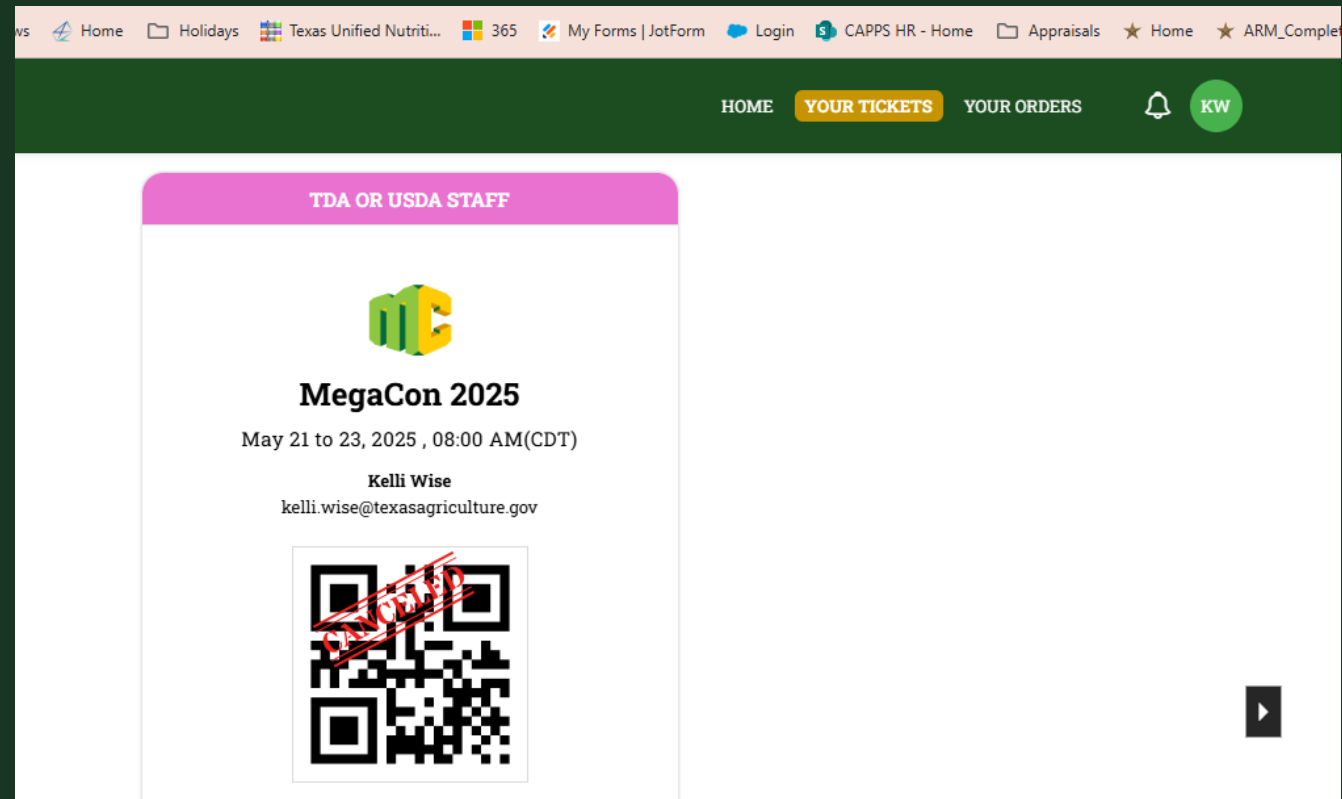 ws Home Holidays Texas Unified Nutriti... 365 My Forms | JotForm Login CAPPS HR - Home Appraisals Home ARM_Complet
HOME YOUR TICKETS YOUR ORDERS KW
TDA OR USDA STAFF
MC
MegaCon 2025
May 21 to 23, 2025 , 08:00 AM(CDT)
Kelli Wise
kelli.wise@texasagriculture.gov
CANCELED